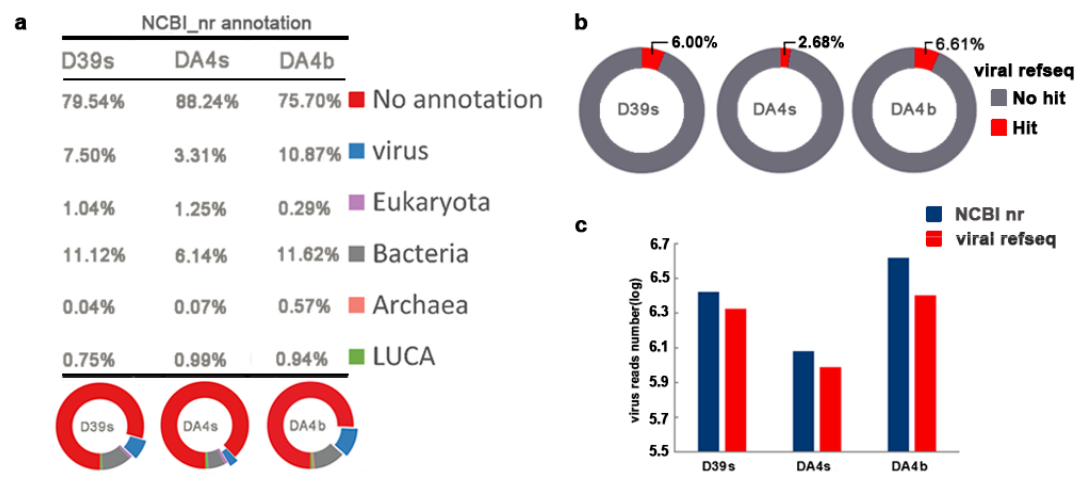 a
NCBI_nr annotation
D39s DA4s DA4b
79.54% 88.24% 75.70% No annotation
7.50% 3.31% 10.87% virus
1.04% 1.25% 0.29% Eukaryota
11.12% 6.14% 11.62% Bacteria
0.04% 0.07% 0.57% Archaea
0.75% 0.99% 0.94% LUCA
D39s DA4s DA4b
b
6.00% 2.68% 6.61%
D39s DA4s DA4b
viral refseq
No hit
Hit
c
NCBI nr
viral refseq
virus reads number(log)
6.7
6.5
6.3
6.1
5.9
5.7
5.5
D39s DA4s DA4b